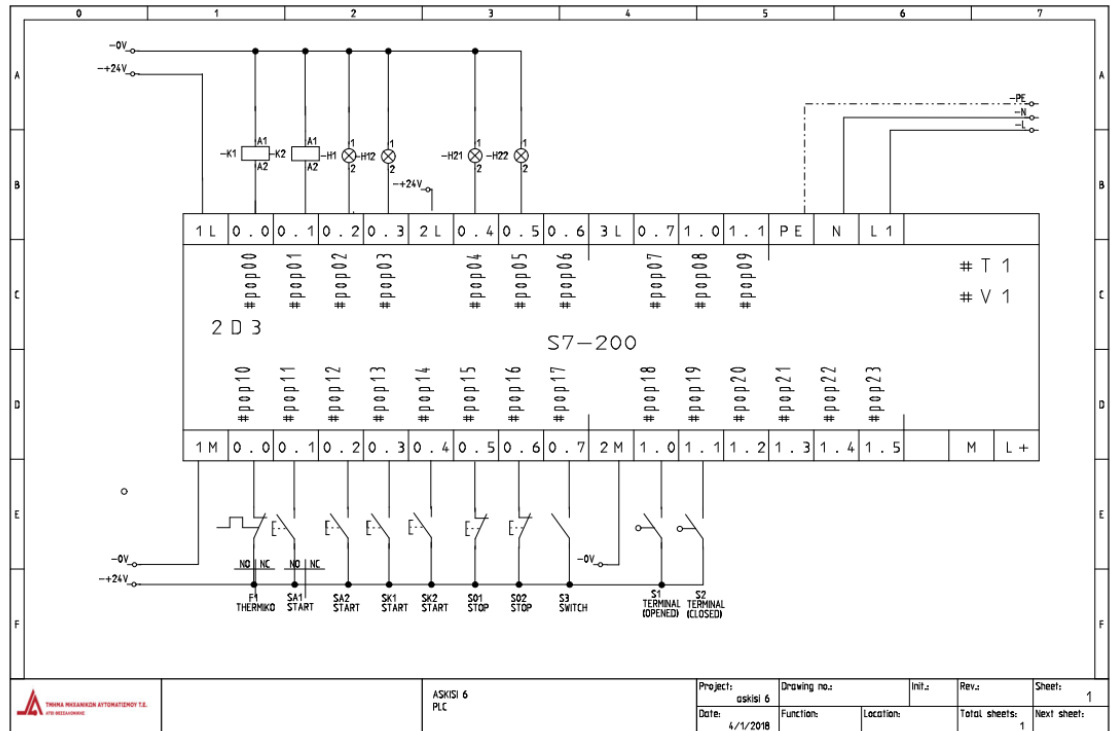 0 1 2 3 4 5 6 7
-0V
-+24V
A A
-PE
-N
-L
A1 A1 1 1 1 1
-K1 -K2 -H1 -H12 -H21 -H22
A2 A2 2 2 2 2
-+24V
B B
1L 0.0 0.1 0.2 0.3 2L 0.4 0.5 0.6 3L 0.7 1.0 1.1 PE N L1
#pop00 #pop01 #pop02 #pop03 #pop04 #pop05 #pop06 #pop07 #pop08 #pop09
#T1
C C
#V1
2D3
S7-200
#pop10 #pop11 #pop12 #pop13 #pop14 #pop15 #pop16 #pop17 #pop18 #pop19 #pop20 #pop21 #pop22 #pop23
D D
1M 0.0 0.1 0.2 0.3 0.4 0.5 0.6 0.7 2M 1.0 1.1 1.2 1.3 1.4 1.5 M L+
E E
-0V -0V
NO NC NO NC
-+24V
F1 SA1 SA2 SK1 SK2 SO1 SO2 S3 S1 S2
THERMIKO START START START START STOP STOP SWITCH TERMINAL TERMINAL
(OPENED) (CLOSED)
F F
ΤΜΗΜΑ ΜΗΧΑΝΙΚΩΝ ΑΥΤΟΜΑΤΙΣΜΟΥ Τ.Ε.
ΑΤΕΙ ΘΕΣΣΑΛΟΝΙΚΗΣ
ASKISI 6
PLC
Project: Drawing no.: Init.: Rev.: Sheet:
askisi 6 1
Date: Function: Location: Total sheets: Next sheet:
4/1/2018 1